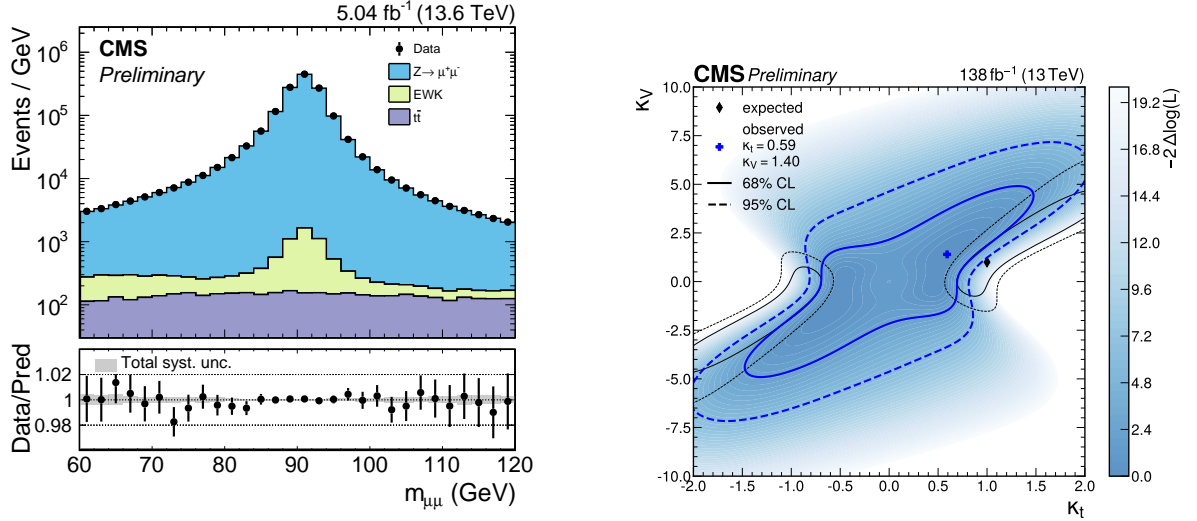 5.04 fb⁻¹ (13.6 TeV)
CMS
Preliminary
Data
Z→ μ⁺μ⁻
EWK
tt̄
Events / GeV
10⁶
10⁵
10⁴
10³
10²
Total syst. unc.
Data/Pred
1.02
1
0.98
60 70 80 90 100 110 120
m_μμ (GeV)
CMS Preliminary
138 fb⁻¹ (13 TeV)
κ_V
10.0
7.5
5.0
2.5
0.0
-2.5
-5.0
-7.5
-10.0
expected
observed
κ_t = 0.59
κ_V = 1.40
68% CL
95% CL
-2.0 -1.5 -1.0 -0.5 0.0 0.5 1.0 1.5 2.0
κ_t
-2 Δlog(L)
19.2
16.8
14.4
12.0
9.6
7.2
4.8
2.4
0.0